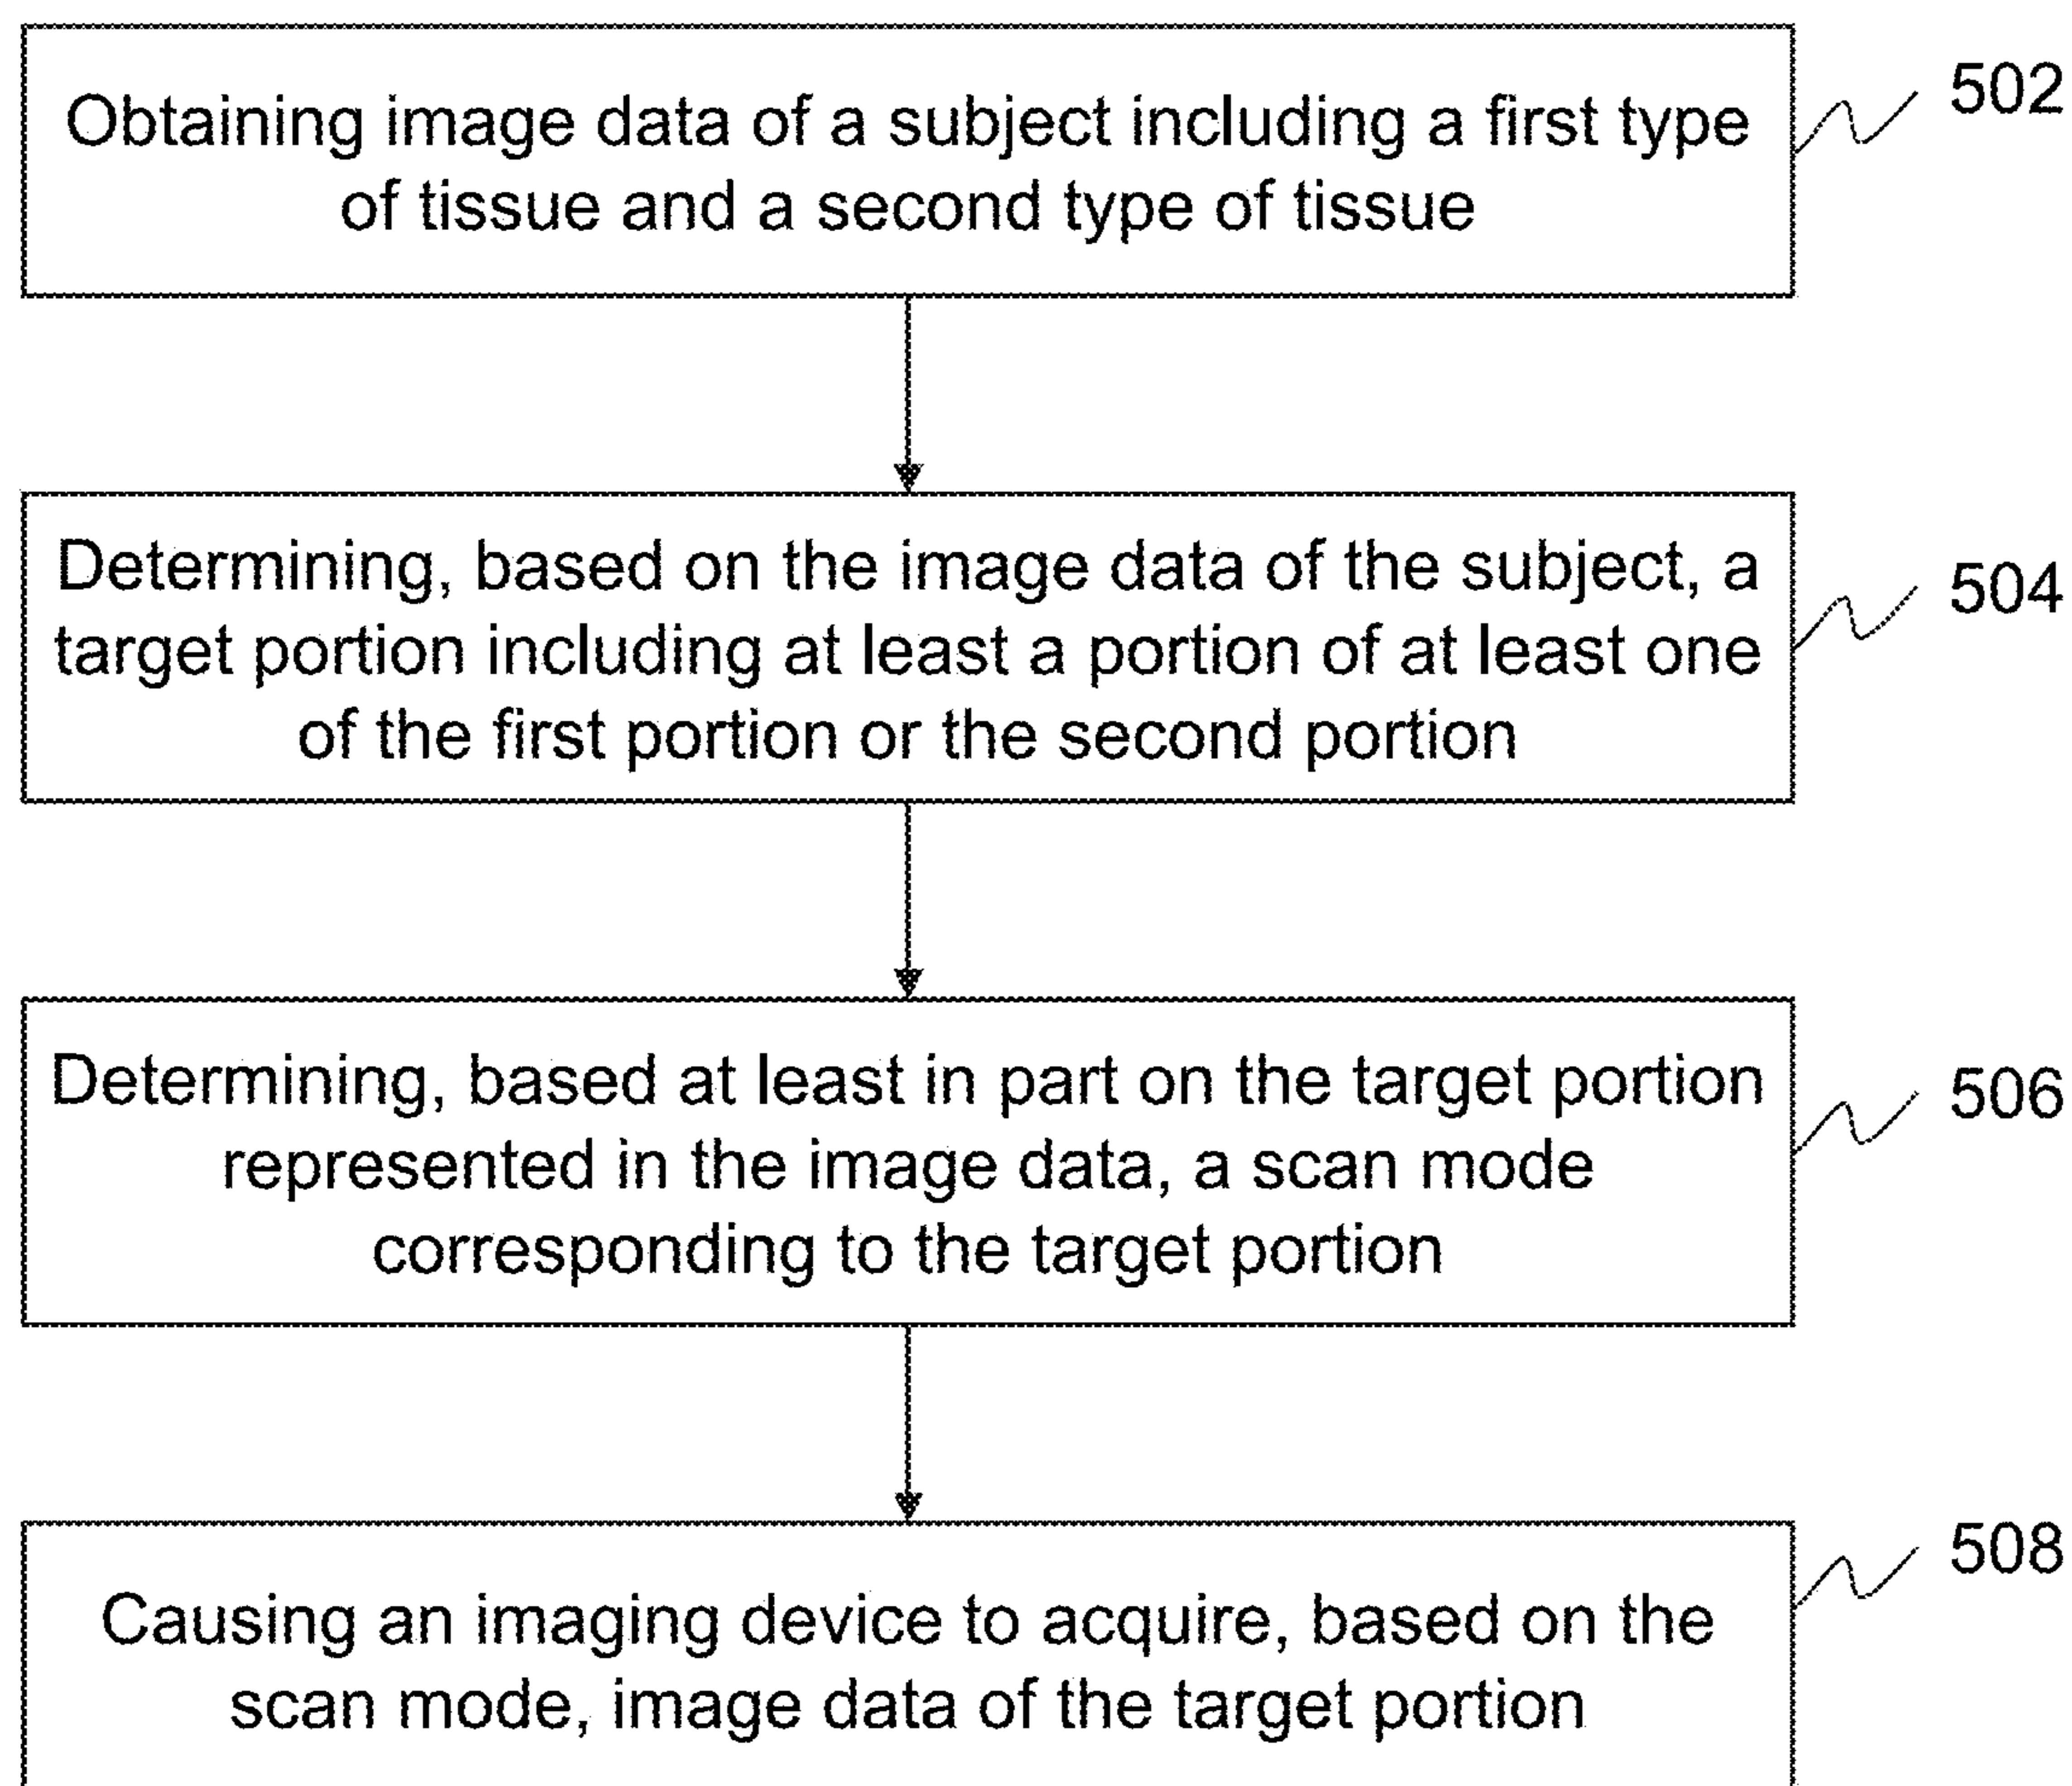 Obtaining image data of a subject including a first type
of tissue and a second type of tissue
502
Determining, based on the image data of the subject, a
target portion including at least a portion of at least one
of the first portion or the second portion
504
Determining, based at least in part on the target portion
represented in the image data, a scan mode
corresponding to the target portion
506
Causing an imaging device to acquire, based on the
scan mode, image data of the target portion
508